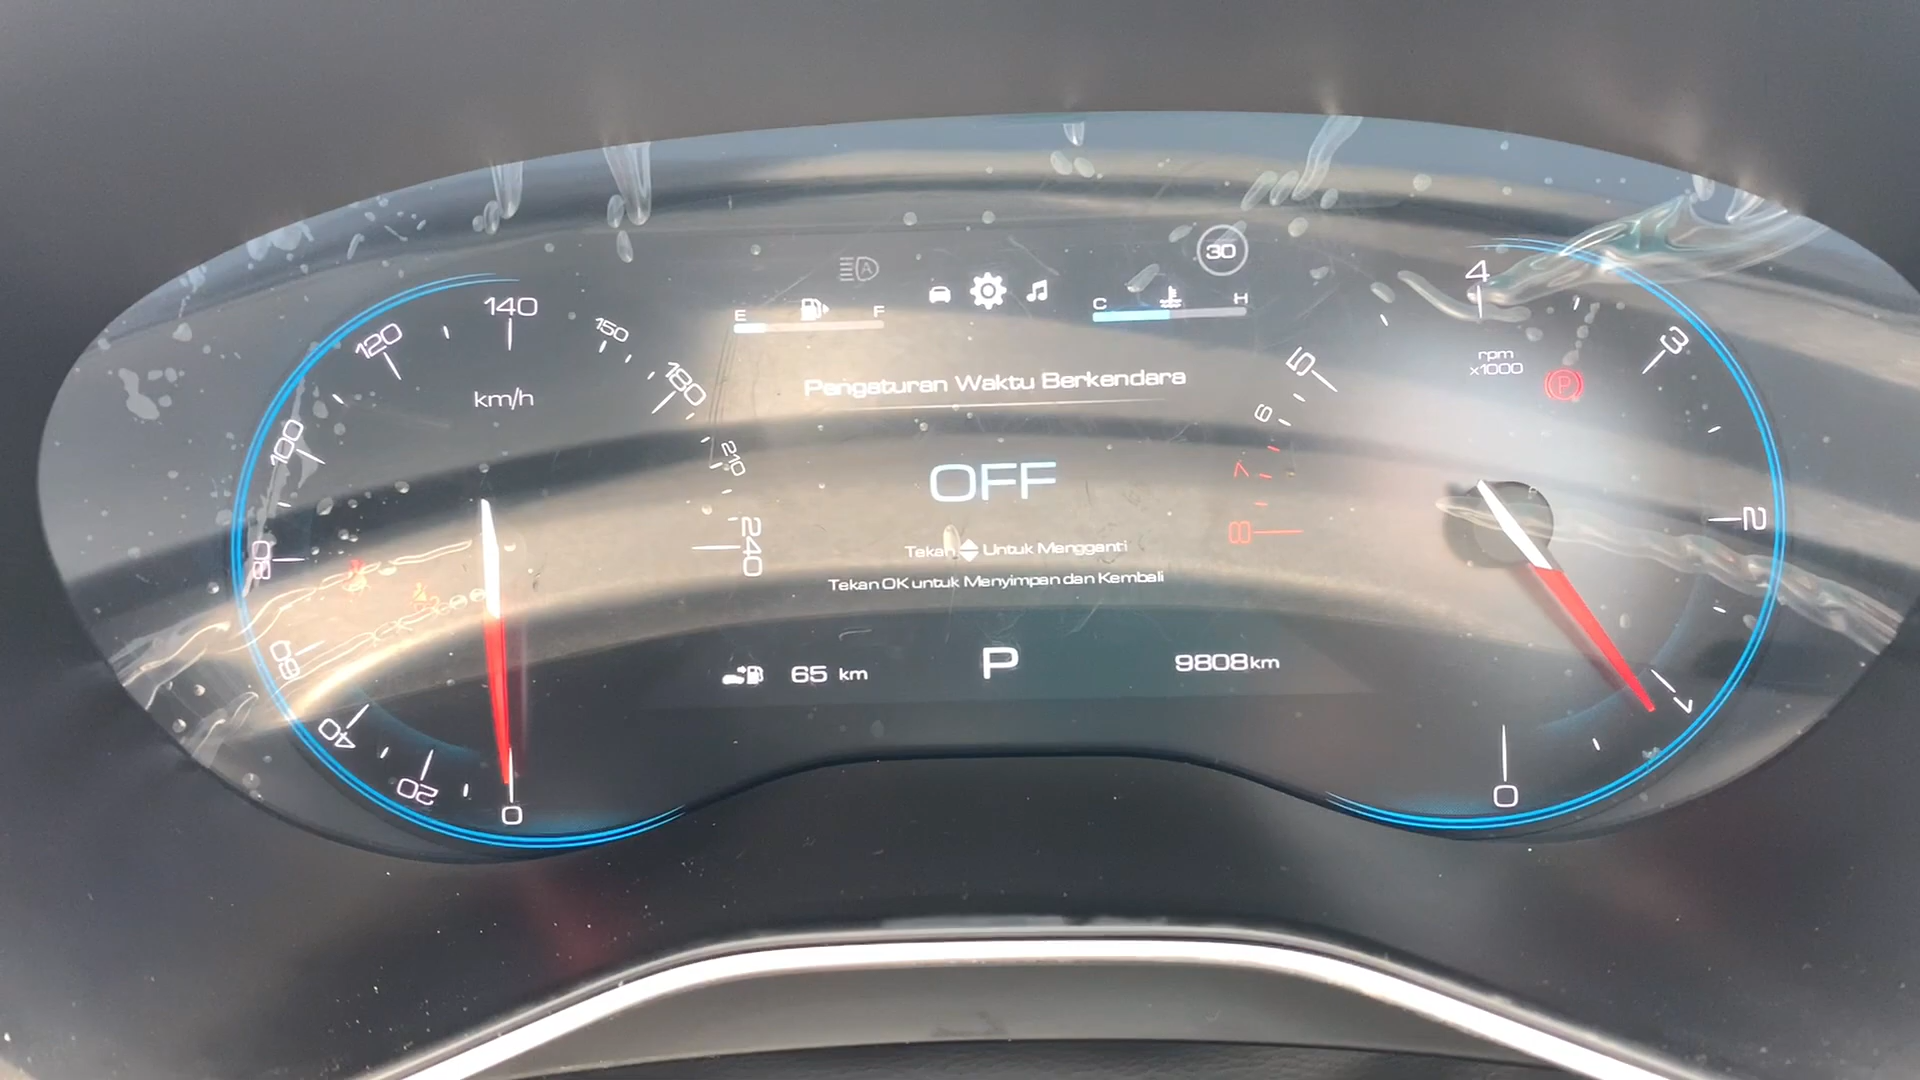 30
E F
C H
Pengaturan Waktu Berkendara
OFF
Tekan Untuk Mengganti
Tekan OK untuk Menyimpan dan Kembali
65 km
P
9808 km
km/h
0
20
40
60
80
100
120
140
150
180
210
240
rpm
x1000
P
0
1
2
3
4
5
6
7
8
A